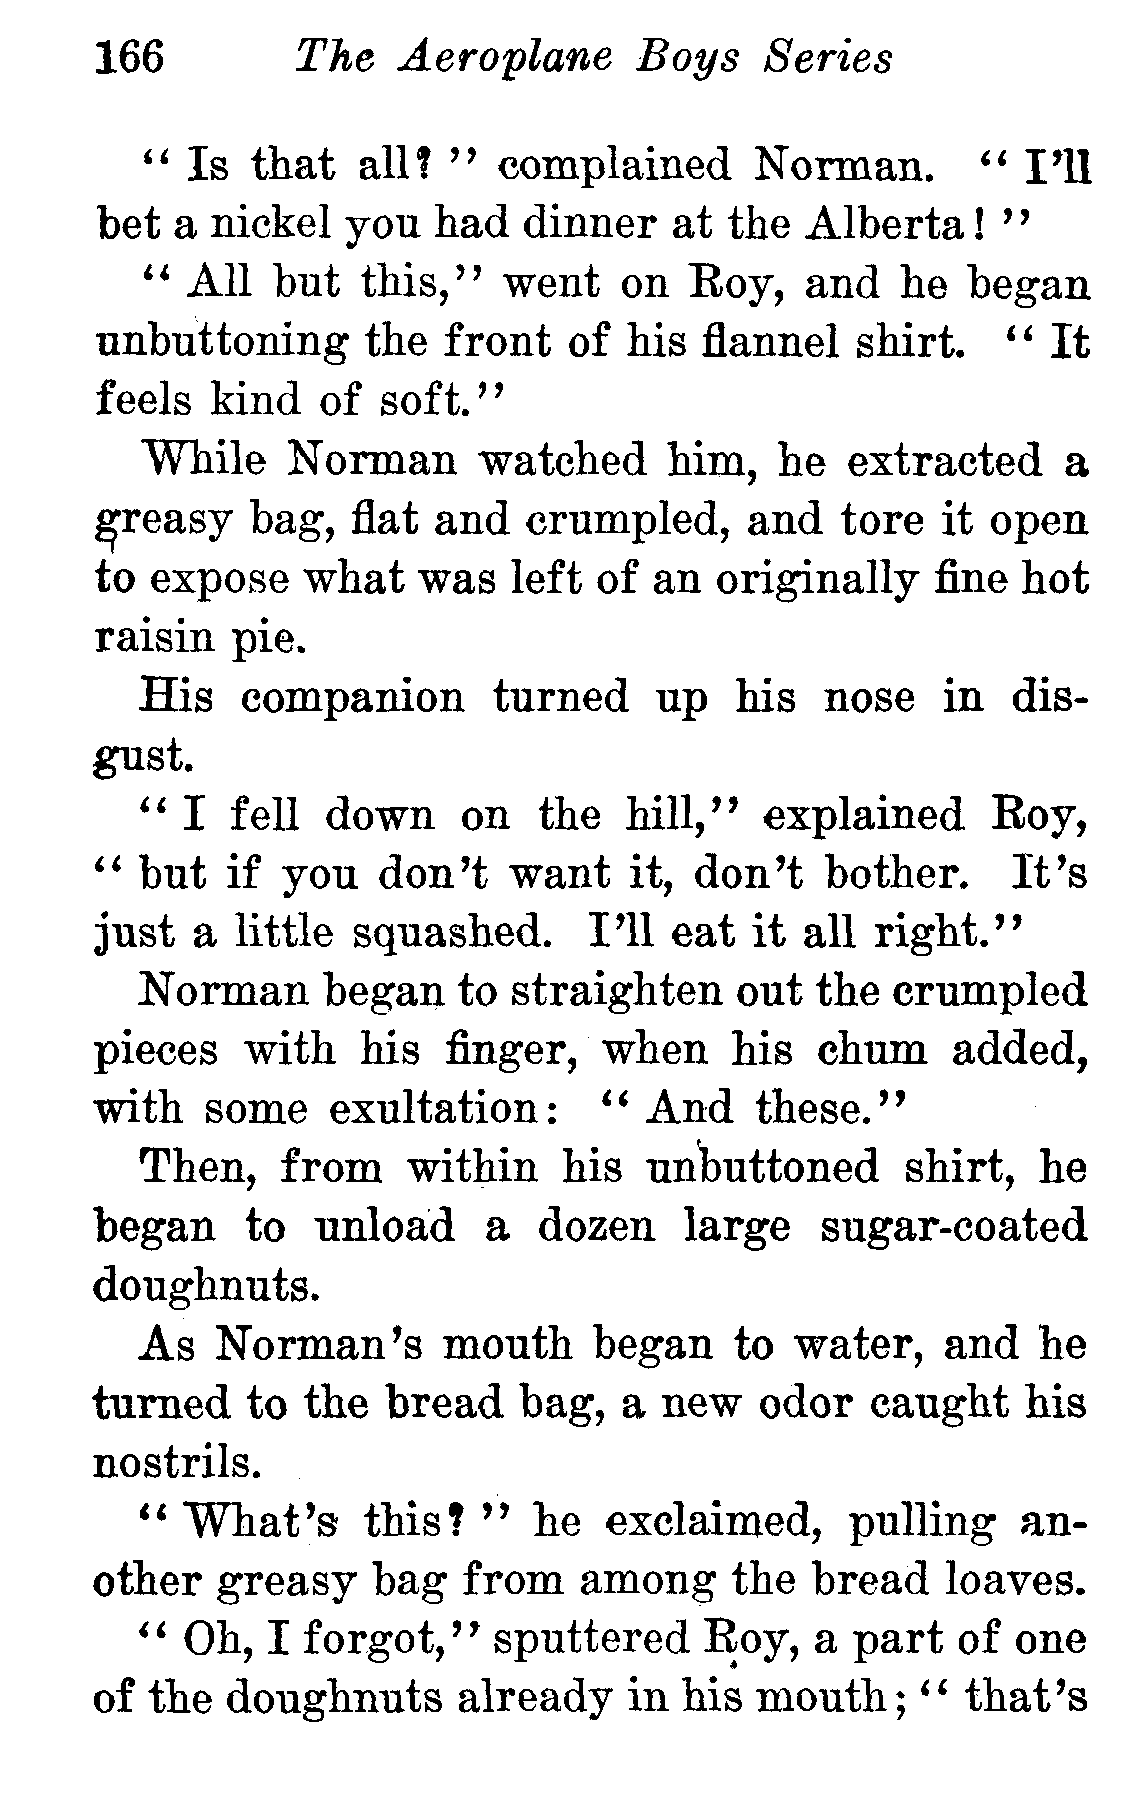 166 The Aeroplane Boys Series
“ Is that all? ” complained Norman. “ I’ll
bet a nickel you had dinner at the Alberta! ”
“ All but this,” went on Roy, and he began
unbuttoning the front of his flannel shirt. “ It
feels kind of soft.”
While Norman watched him, he extracted a
greasy bag, flat and crumpled, and tore it open
to expose what was left of an originally fine hot
raisin pie.
His companion turned up his nose in dis-
gust.
“ I fell down on the hill,” explained Roy,
“ but if you don’t want it, don’t bother. It’s
just a little squashed. I’ll eat it all right.”
Norman began to straighten out the crumpled
pieces with his finger, when his chum added,
with some exultation: “ And these.”
Then, from within his unbuttoned shirt, he
began to unload a dozen large sugar-coated
doughnuts.
As Norman’s mouth began to water, and he
turned to the bread bag, a new odor caught his
nostrils.
“ What’s this? ” he exclaimed, pulling an-
other greasy bag from among the bread loaves.
“ Oh, I forgot,” sputtered Roy, a part of one
of the doughnuts already in his mouth; “ that’s